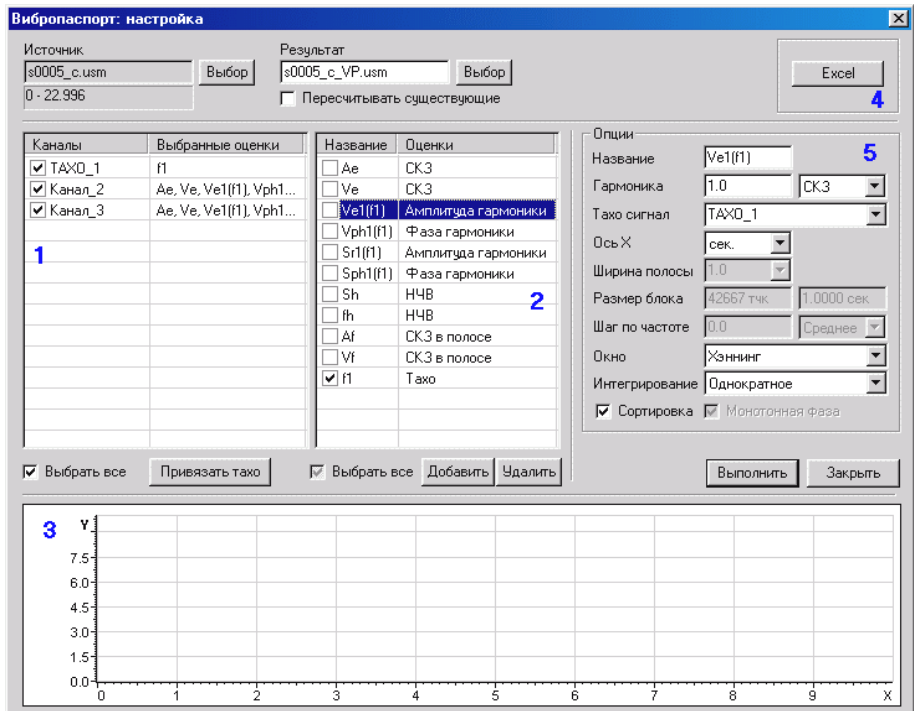 Вибропаспорт: настройка
Источник
Результат
s0005_c.usm
Выбор
s0005_c_VP.usm
Выбор
Excel
0 - 22.996
Пересчитывать существующие
4
Каналы
Выбранные оценки
TAXO_1
f1
Канал_2
Ae, Ve, Ve1(f1), Vph1...
Канал_3
Ae, Ve, Ve1(f1), Vph1...
1
Название
Оценки
Ae
СКЗ
Ve
СКЗ
Ve1(f1)
Амплитуда гармоники
Vph1(f1)
Фаза гармоники
Sr1(f1)
Амплитуда гармоники
Sph1(f1)
Фаза гармоники
Sh
НЧВ
2
fh
НЧВ
Af
СКЗ в полосе
Vf
СКЗ в полосе
f1
Тахо
Опции
5
Название
Ve1(f1)
Гармоника
1.0
СКЗ
Тахо сигнал
TAXO_1
Ось X
сек.
Ширина полосы
1.0
Размер блока
42667 тчк
1.0000 сек
Шаг по частоте
0.0
Среднее
Окно
Хэннинг
Интегрирование
Однократное
Сортировка
Монотонная фаза
Выбрать все
Привязать тахо
Выбрать все
Добавить
Удалить
Выполнить
Закрыть
3
Y
7.5
6.0
4.5
3.0
1.5
0.0
0 1 2 3 4 5 6 7 8 9 X